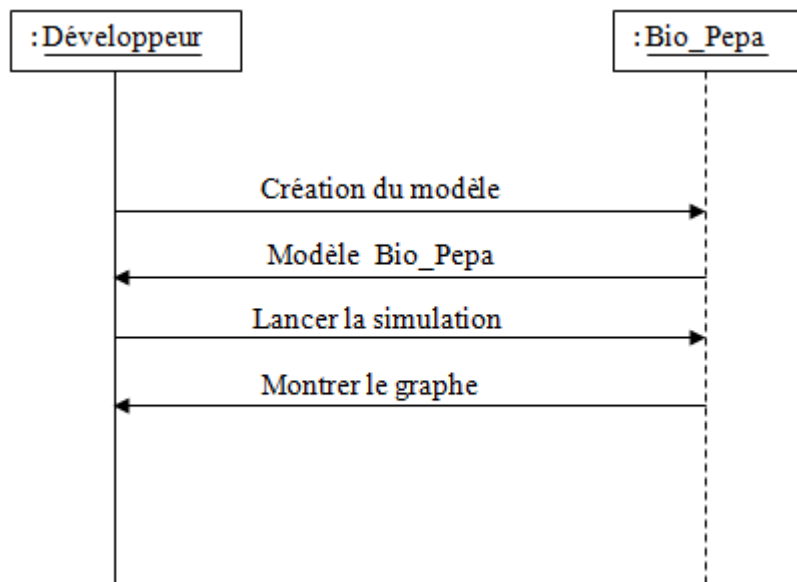 :Développeur
:Bio_Pepa
Création du modèle
Modèle Bio_Pepa
Lancer la simulation
Montrer le graphe